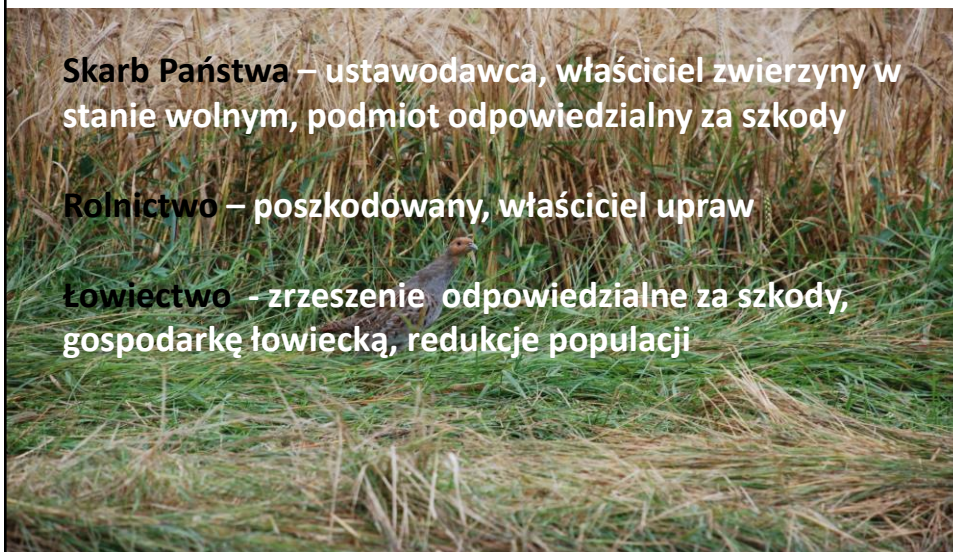 Skarb Państwa – ustawodawca, właściciel zwierzyny w
stanie wolnym, podmiot odpowiedzialny za szkody
Rolnictwo – poszkodowany, właściciel upraw
Łowiectwo - zrzeszenie odpowiedzialne za szkody,
gospodarkę łowiecką, redukcje populacji